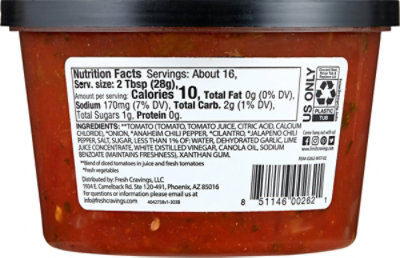 Nutrition Facts Servings: About 16,
Serv. size: 2 Tbsp (28g),
Amount per serving: Calories 10, Total Fat 0g (0% DV),
Sodium 170mg (7% DV), Total Carb. 2g (1% DV),
Total Sugars 1g, Protein 0g.
INGREDIENTS: **TOMATO (TOMATO, TOMATO JUICE, CITRIC ACID, CALCIUM
CHLORIDE), *ONION, *ANAHEIM CHILI PEPPER, *CILANTRO, *JALAPEÑO CHILI
PEPPER, SALT, SUGAR, LESS THAN 1% OF: WATER, DEHYDRATED GARLIC, LIME
JUICE CONCENTRATE, WHITE DISTILLED VINEGAR, CANOLA OIL, SODIUM
BENZOATE (MAINTAINS FRESHNESS), XANTHAN GUM.
**Blend of diced tomatoes in juice and fresh tomatoes
*Fresh vegetables
Distributed by: Fresh Cravings, LLC
1904 E. Camelback Rd. Ste 120-491, Phoenix, AZ 85016
For questions or information please email us at
info@freshcravings.com
US ONLY
PLASTIC
TUB
8 51146 00262 1